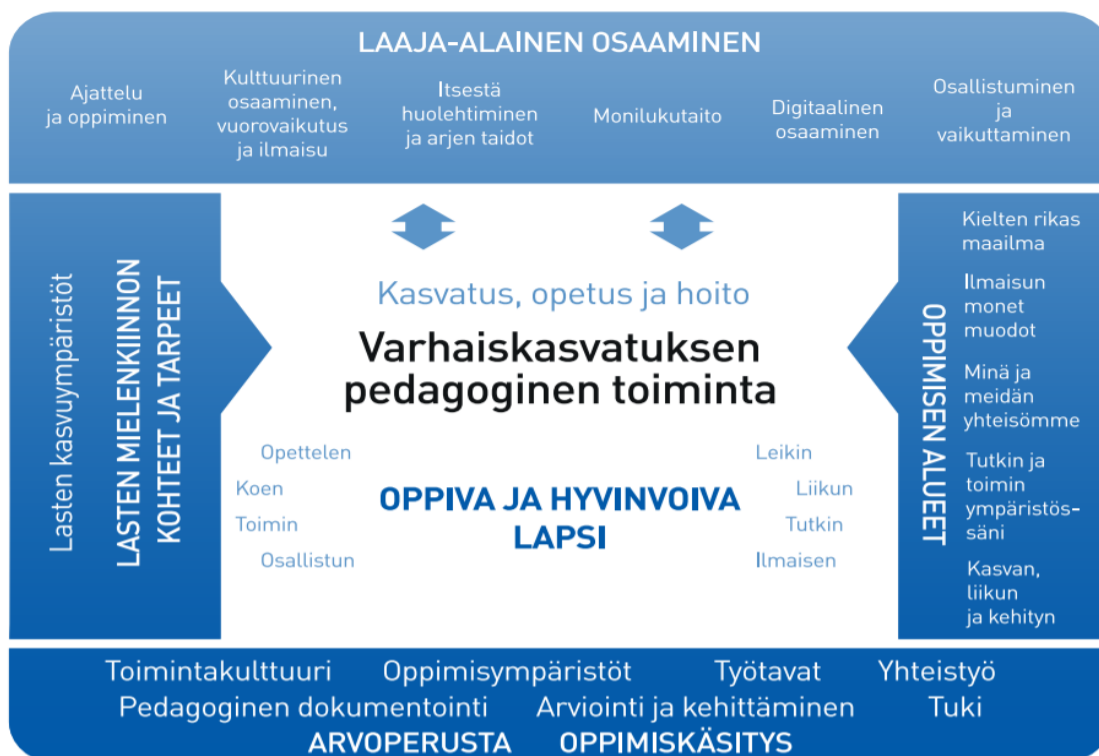 LAAJA-ALAINEN OSAAMINEN
Ajattelu
ja oppiminen
Kulttuurinen
osaaminen,
vuorovaikutus
ja ilmaisu
Itsestä
huolehtiminen
ja arjen taidot
Monilukutaito
Digitaalinen
osaaminen
Osallistuminen
ja
vaikuttaminen
Lasten kasvuympäristöt
LASTEN MIELENKIINNON
KOHTEET JA TARPEET
Kasvatus, opetus ja hoito
Varhaiskasvatuksen
pedagoginen toiminta
Opettelen
Koen
Toimin
Osallistun
OPPIVA JA HYVINVOIVA
LAPSI
Leikin
Liikun
Tutkin
Ilmaisen
OPPIMISEN ALUEET
Kielten rikas
maailma
Ilmaisun
monet
muodot
Minä ja
meidän
yhteisömme
Tutkin ja
toimin
ympäristös-
säni
Kasvan,
liikun
ja kehityn
Toimintakulttuuri Oppimisympäristöt Työtavat Yhteistyö
Pedagoginen dokumentointi Arviointi ja kehittäminen Tuki
ARVOPERUSTA OPPIMISKÄSITYS